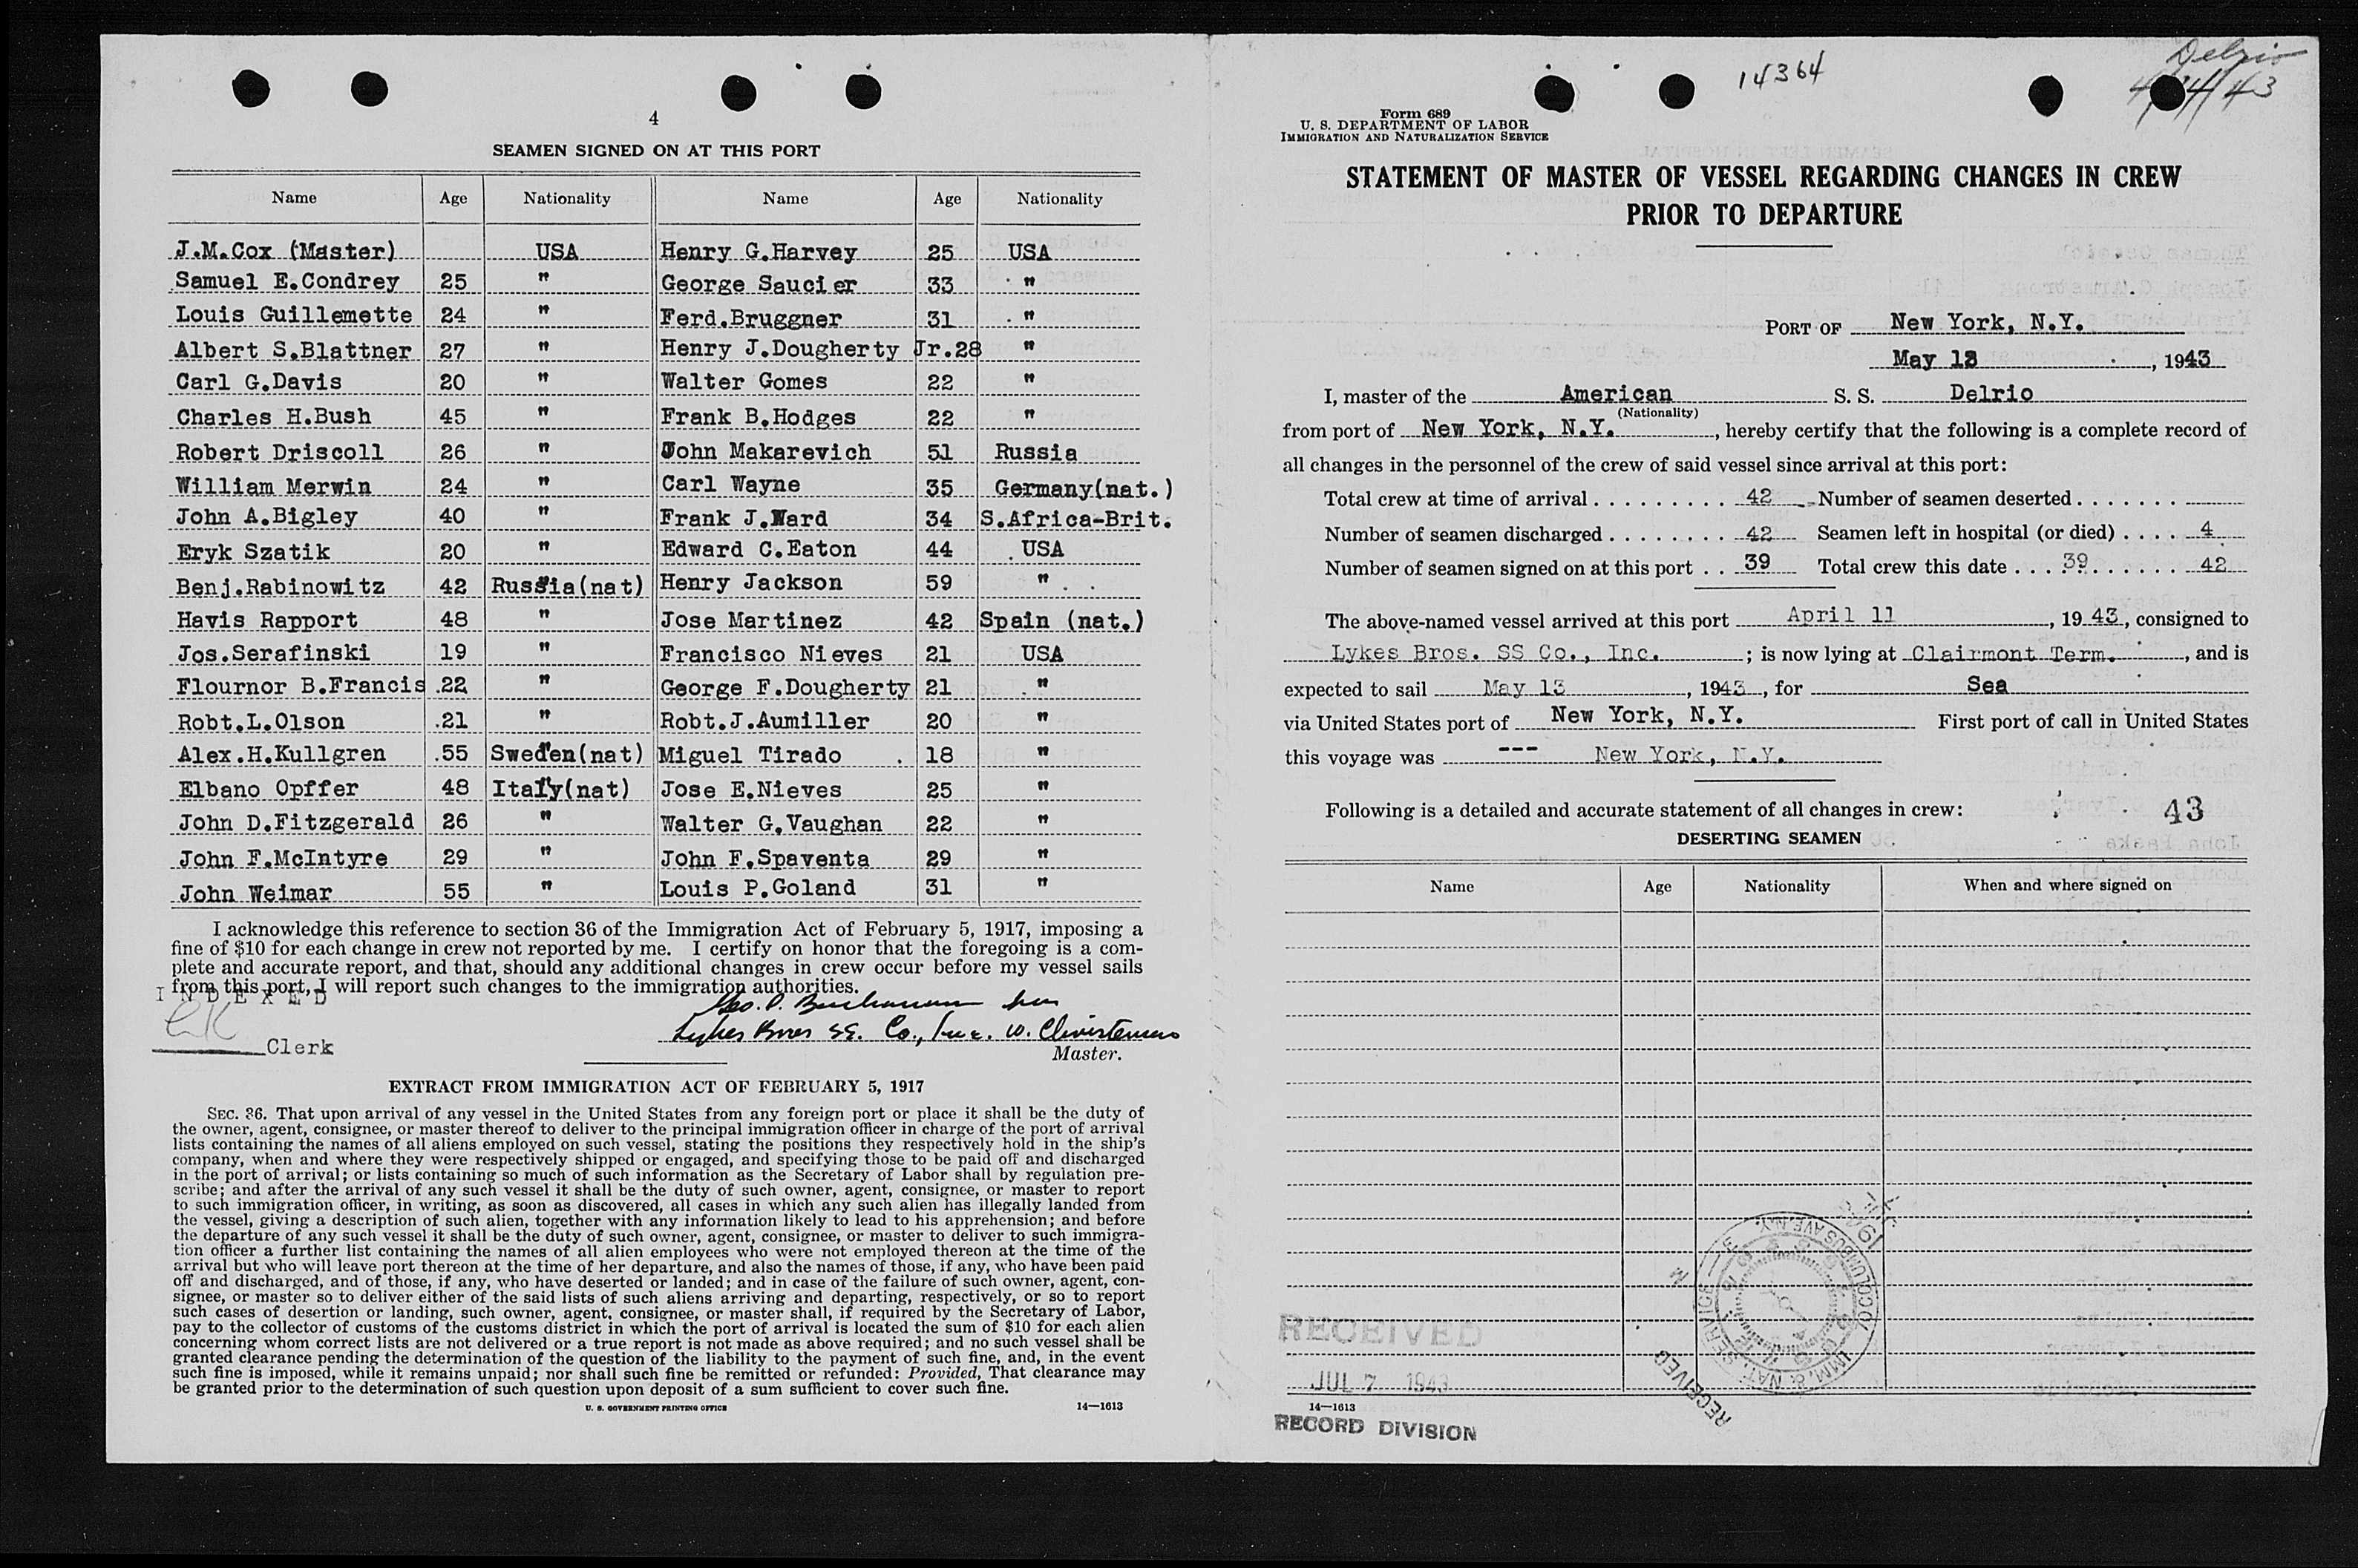 4
SEAMEN SIGNED ON AT THIS PORT
Name Age Nationality Name Age Nationality
J.M.Cox (Master) USA Henry G.Harvey 25 USA
Samuel E.Condrey 25 " George Saucier 33 "
Louis Guillemette 24 " Ferd.Bruggner 31 "
Albert S.Blattner 27 " Henry J.Dougherty Jr.28 "
Carl G.Davis 20 " Walter Gomes 22 "
Charles H.Bush 45 " Frank B.Hodges 22 "
Robert Driscoll 26 " John Makarevich 51 Russia
William Merwin 24 " Carl Wayne 35 Germany(nat.)
John A.Bigley 40 " Frank J.Ward 34 S.Africa-Brit.
Eryk Szatik 20 " Edward C.Eaton 44 USA
Benj.Rabinowitz 42 Russia(nat) Henry Jackson 59 "
Havis Rapport 48 " Jose Martinez 42 Spain (nat.)
Jos.Serafinski 19 " Francisco Nieves 21 USA
Flournor B.Francis 22 " George F.Dougherty 21 "
Robt.L.Olson 21 " Robt.J.Aumiller 20 "
Alex.H.Kullgren 55 Sweden(nat) Miguel Tirado 18 "
Elbano Opffer 48 Italy(nat) Jose E.Nieves 25 "
John D.Fitzgerald 26 " Walter G.Vaughan 22 "
John F.McIntyre 29 " John F.Spaventa 29 "
John Weimar 55 " Louis P.Goland 31 "
I acknowledge this reference to section 36 of the Immigration Act of February 5, 1917, imposing a
fine of $10 for each change in crew not reported by me. I certify on honor that the foregoing is a com-
plete and accurate report, and that, should any additional changes in crew occur before my vessel sails
from this port, I will report such changes to the immigration authorities.
INDEXED
Geo. P. Buchanan
Lykes Bros SS. Co., Inc. W. Christensen
Clerk
Master.
EXTRACT FROM IMMIGRATION ACT OF FEBRUARY 5, 1917
SEC. 36. That upon arrival of any vessel in the United States from any foreign port or place it shall be the duty of
the owner, agent, consignee, or master thereof to deliver to the principal immigration officer in charge of the port of arrival
lists containing the names of all aliens employed on such vessel, stating the positions they respectively hold in the ship's
company, when and where they were respectively shipped or engaged, and specifying those to be paid off and discharged
in the port of arrival; or lists containing so much of such information as the Secretary of Labor shall by regulation pre-
scribe; and after the arrival of any such vessel it shall be the duty of such owner, agent, consignee, or master to report
to such immigration officer, in writing, as soon as discovered, all cases in which any such alien has illegally landed from
the vessel, giving a description of such alien, together with any information likely to lead to his apprehension; and before
the departure of any such vessel it shall be the duty of such owner, agent, consignee, or master to deliver to such immigra-
tion officer a further list containing the names of all alien employees who were not employed thereon at the time of the
arrival but who will leave port thereon at the time of her departure, and also the names of those, if any, who have been paid
off and discharged, and of those, if any, who have deserted or landed; and in case of the failure of such owner, agent, con-
signee, or master so to deliver either of the said lists of such aliens arriving and departing, respectively, or so to report
such cases of desertion or landing, such owner, agent, consignee, or master shall, if required by the Secretary of Labor,
pay to the collector of customs of the customs district in which the port of arrival is located the sum of $10 for each alien
concerning whom correct lists are not delivered or a true report is not made as above required; and no such vessel shall be
granted clearance pending the determination of the question of the liability to the payment of such fine, and, in the event
such fine is imposed, while it remains unpaid; nor shall such fine be remitted or refunded: Provided, That clearance may
be granted prior to the determination of such question upon deposit of a sum sufficient to cover such fine.
U. S. GOVERNMENT PRINTING OFFICE 14—1613
14364
Delrio
Form 689
U. S. DEPARTMENT OF LABOR
IMMIGRATION AND NATURALIZATION SERVICE
STATEMENT OF MASTER OF VESSEL REGARDING CHANGES IN CREW
PRIOR TO DEPARTURE
PORT OF New York, N.Y.
May 13, 1943
I, master of the American S. S. Delrio
(Nationality)
from port of New York, N.Y., hereby certify that the following is a complete record of
all changes in the personnel of the crew of said vessel since arrival at this port:
Total crew at time of arrival 42 Number of seamen deserted
Number of seamen discharged 42 Seamen left in hospital (or died) 4
Number of seamen signed on at this port 39 Total crew this date 39 42
The above-named vessel arrived at this port April 11, 1943, consigned to
Lykes Bros. SS Co., Inc.; is now lying at Clairmont Term., and is
expected to sail May 13, 1943, for Sea
via United States port of New York, N.Y. First port of call in United States
this voyage was --- New York, N.Y.
Following is a detailed and accurate statement of all changes in crew: 43
DESERTING SEAMEN
Name Age Nationality When and where signed on
RECEIVED
JUL 7 1943
14—1613
RECORD DIVISION
RECEIVED
IMM. & NAT. SERVICE
70 COLUMBUS AVE. N.Y.